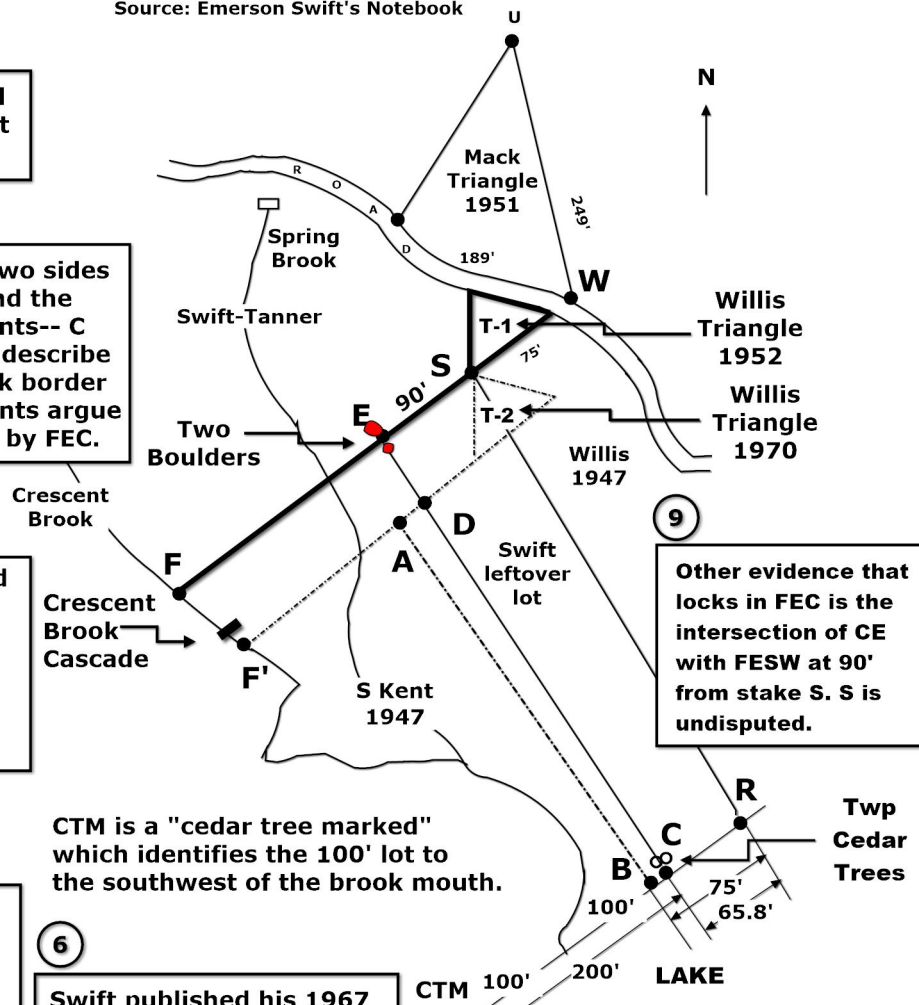 Source: Emerson Swift's Notebook
U
N
t
Mack
Triangle
1951
249'
R
O
A
D
189'
Spring
Brook
W
wo sides
nd the
nts-- C
describe
k border
nts argue
by FEC.
Swift-Tanner
T-1
Willis
Triangle
1952
75'
S
90'
E
T-2
Willis
Triangle
1970
Two
Boulders
Willis
1947
Crescent
Brook
9
D
A
Swift
leftover
lot
Other evidence that
locks in FEC is the
intersection of CE
with FESW at 90'
from stake S. S is
undisputed.
F
d
Crescent
Brook
Cascade
F'
S Kent
1947
R
CTM is a "cedar tree marked"
which identifies the 100' lot to
the southwest of the brook mouth.
Twp
Cedar
Trees
C
B
75'
65.8'
100'
6
LAKE
CTM
100'
200'
Swift published his 1967